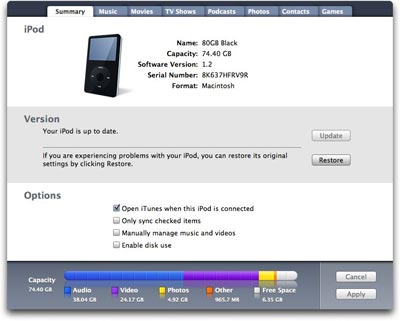 Summary Music Movies TV Shows Podcasts Photos Contacts Games
iPod
Name: 80GB Black
Capacity: 74.40 GB
Software Version: 1.2
Serial Number: 8K637HFRV9R
Format: Macintosh
Version
Your iPod is up to date.
Update
If you are experiencing problems with your iPod, you can restore its original
settings by clicking Restore.
Restore
Options
Open iTunes when this iPod is connected
Only sync checked items
Manually manage music and videos
Enable disk use
Capacity
74.40 GB
Audio Video Photos Other Free Space
38.04 GB 24.17 GB 4.92 GB 965.7 MB 6.35 GB
Cancel
Apply